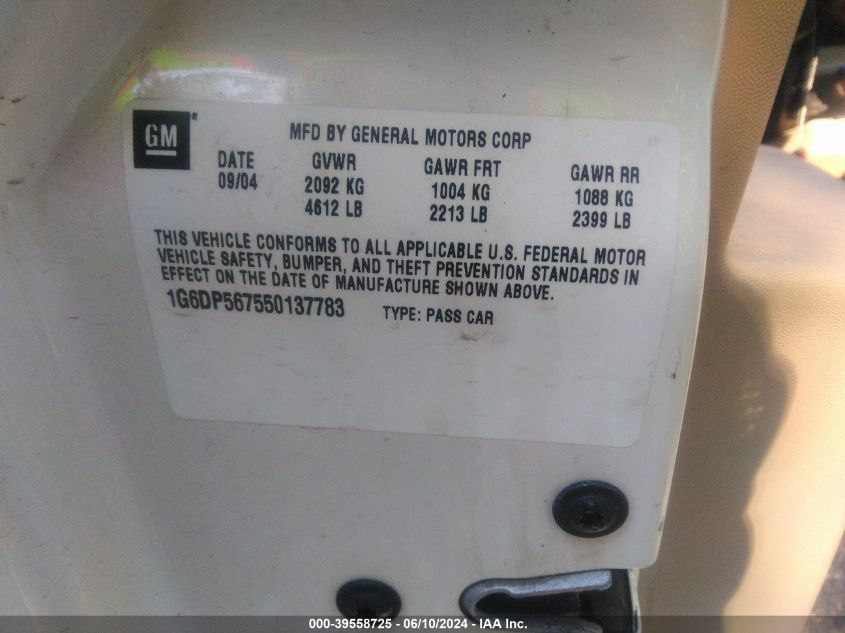 GM®
MFD BY GENERAL MOTORS CORP
DATE GVWR GAWR FRT GAWR RR
09/04 2092 KG 1004 KG 1088 KG
4612 LB 2213 LB 2399 LB
THIS VEHICLE CONFORMS TO ALL APPLICABLE U.S. FEDERAL MOTOR
VEHICLE SAFETY, BUMPER, AND THEFT PREVENTION STANDARDS IN
EFFECT ON THE DATE OF MANUFACTURE SHOWN ABOVE.
1G6DP567550137783 TYPE: PASS CAR
000-39558725 - 06/10/2024 - IAA Inc.